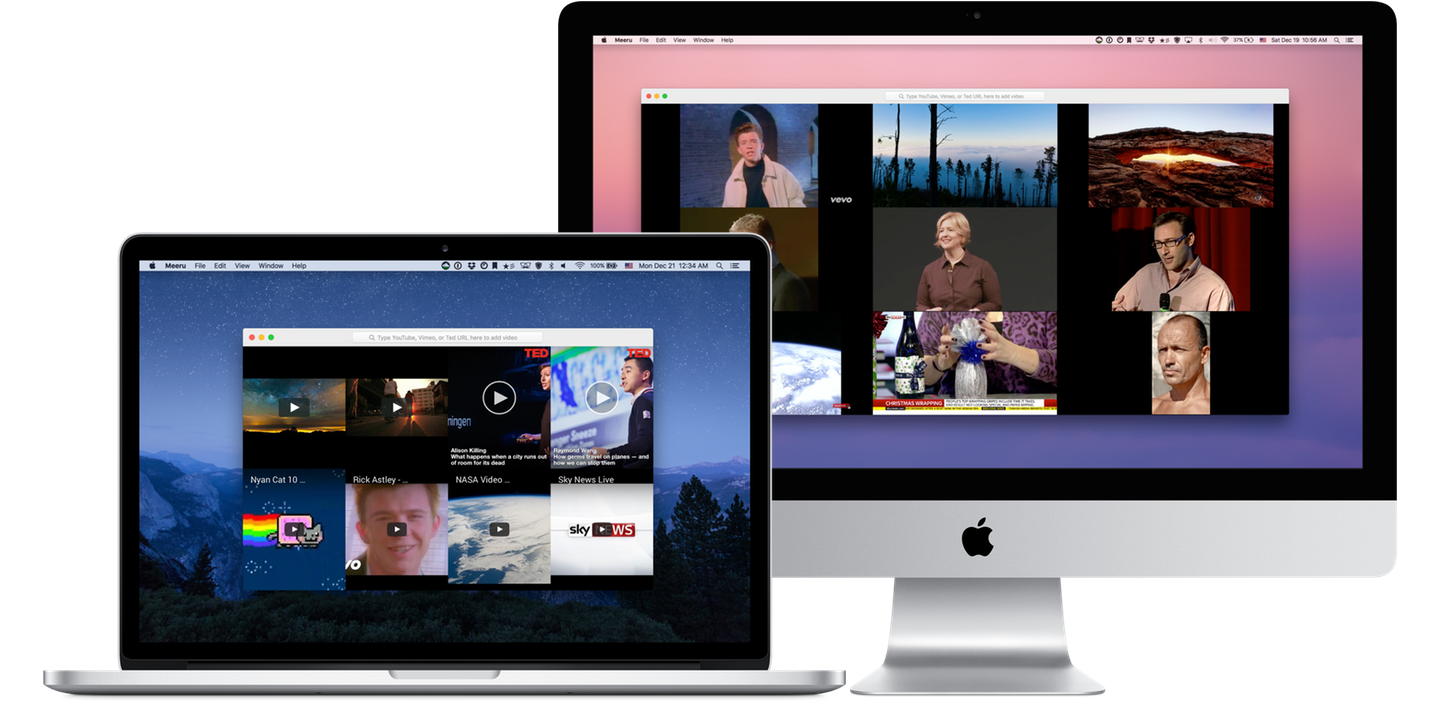 Meeru File Edit View Window Help
37%
Sat Dec 19 10:56 AM
Type YouTube, Vimeo, or Ted URL here to add video
vevo
CHRISTMAS WRAPPING
Meeru File Edit View Window Help
100%
Mon Dec 21 12:34 AM
Type YouTube, Vimeo, or Ted URL here to add video
TED
TED
ningen
Alison Killing
What happens when a city runs out
of room for its dead
Raymond Wang
How germs travel on planes — and
how we can stop them
Nyan Cat 10 ...
Rick Astley - ...
NASA Video ...
Sky News Live
vo
sky NEWS